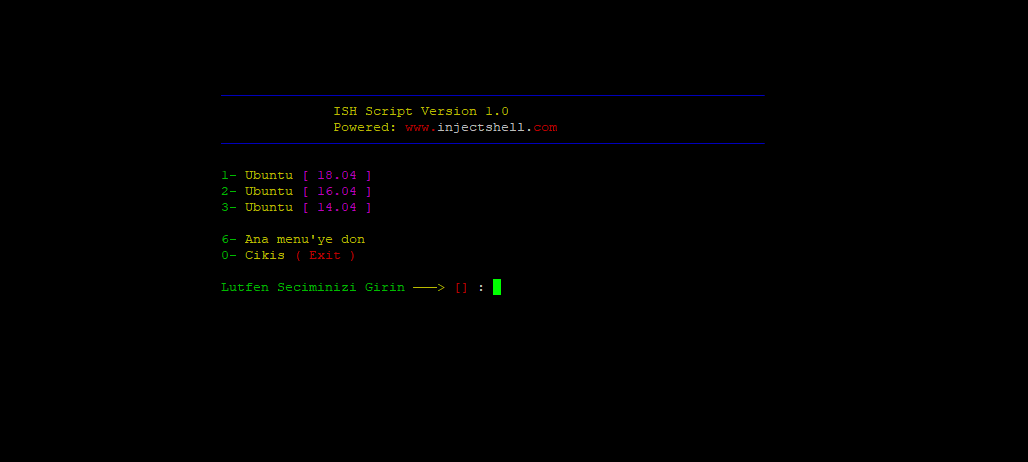 ISH Script Version 1.0
Powered: www.injectshell.com
1- Ubuntu [ 18.04 ]
2- Ubuntu [ 16.04 ]
3- Ubuntu [ 14.04 ]
6- Ana menu'ye don
0- Cikis ( Exit )
Lutfen Seciminizi Girin ───> [] :